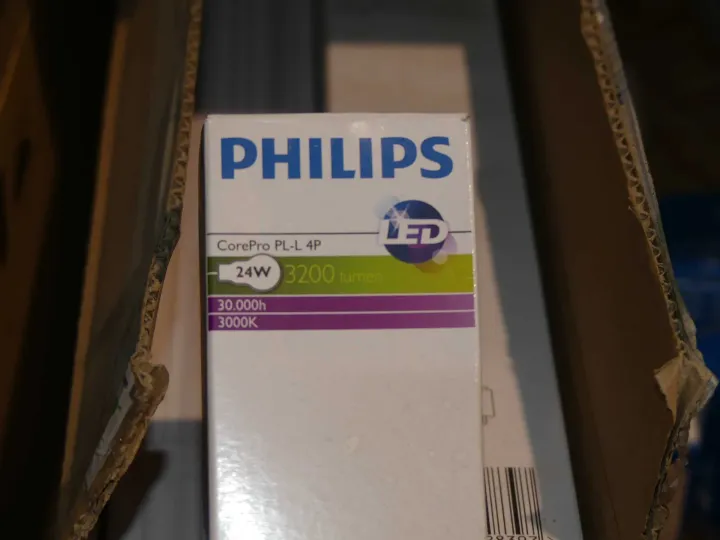 PHILIPS
LED
CorePro PL-L 4P
24W 3200 lumen
30.000h
3000K